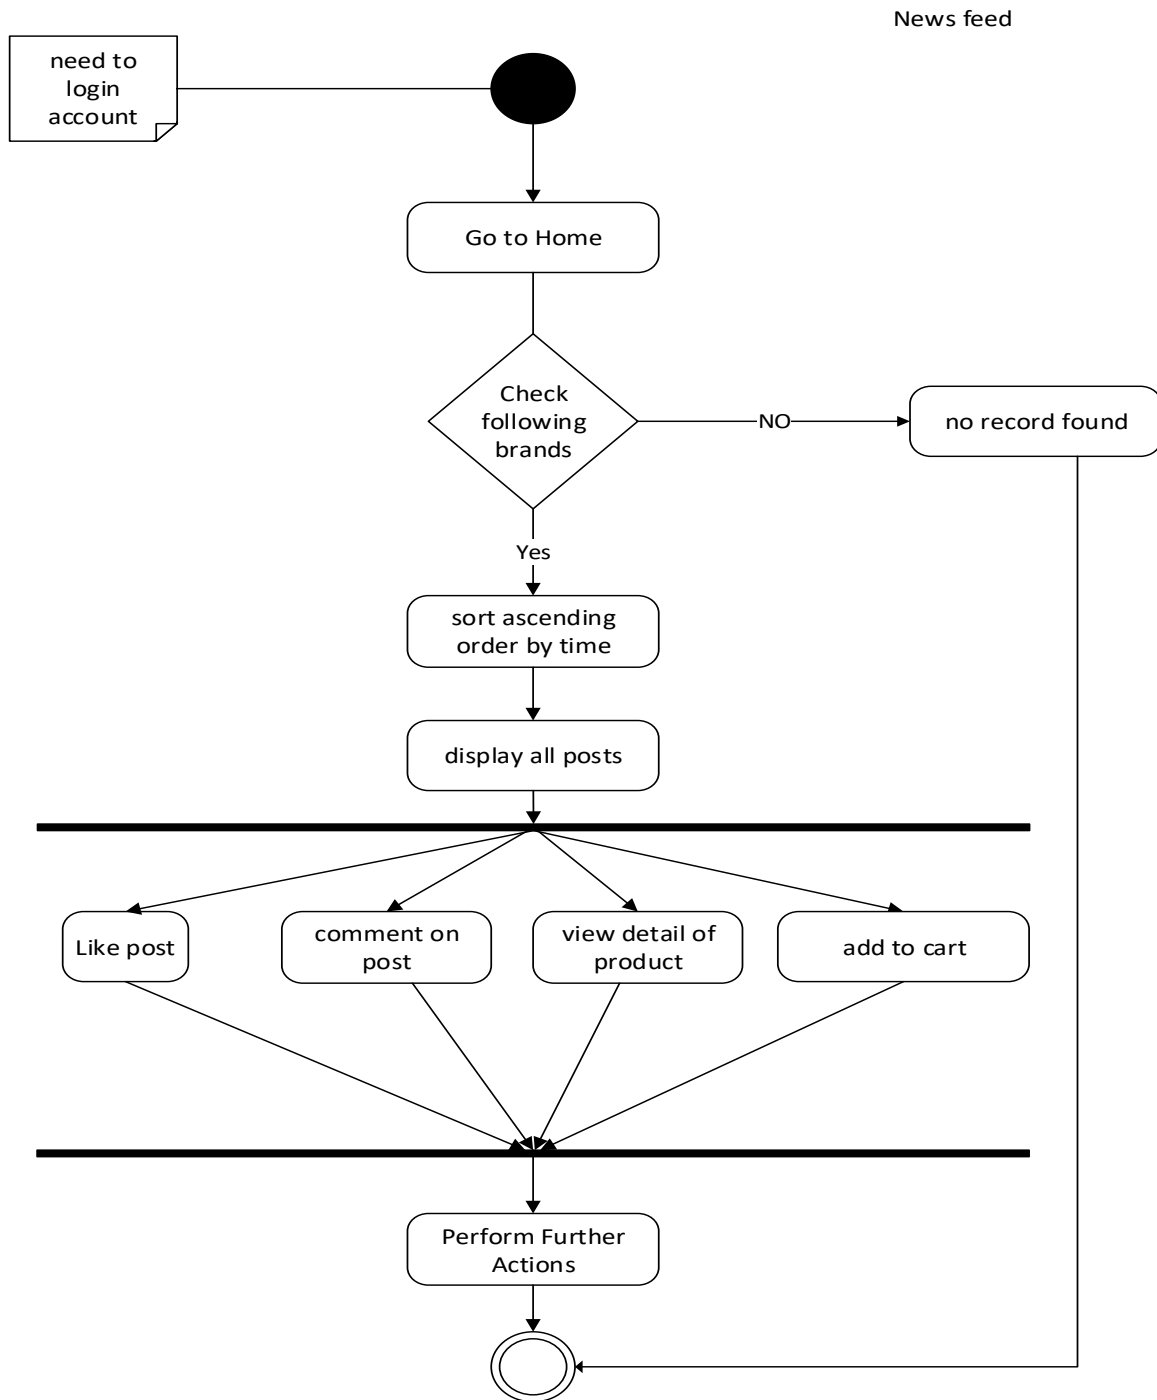 News feed
need to
login
account
Go to Home
Check
following
brands
NO
no record found
Yes
sort ascending
order by time
display all posts
Like post
comment on
post
view detail of
product
add to cart
Perform Further
Actions